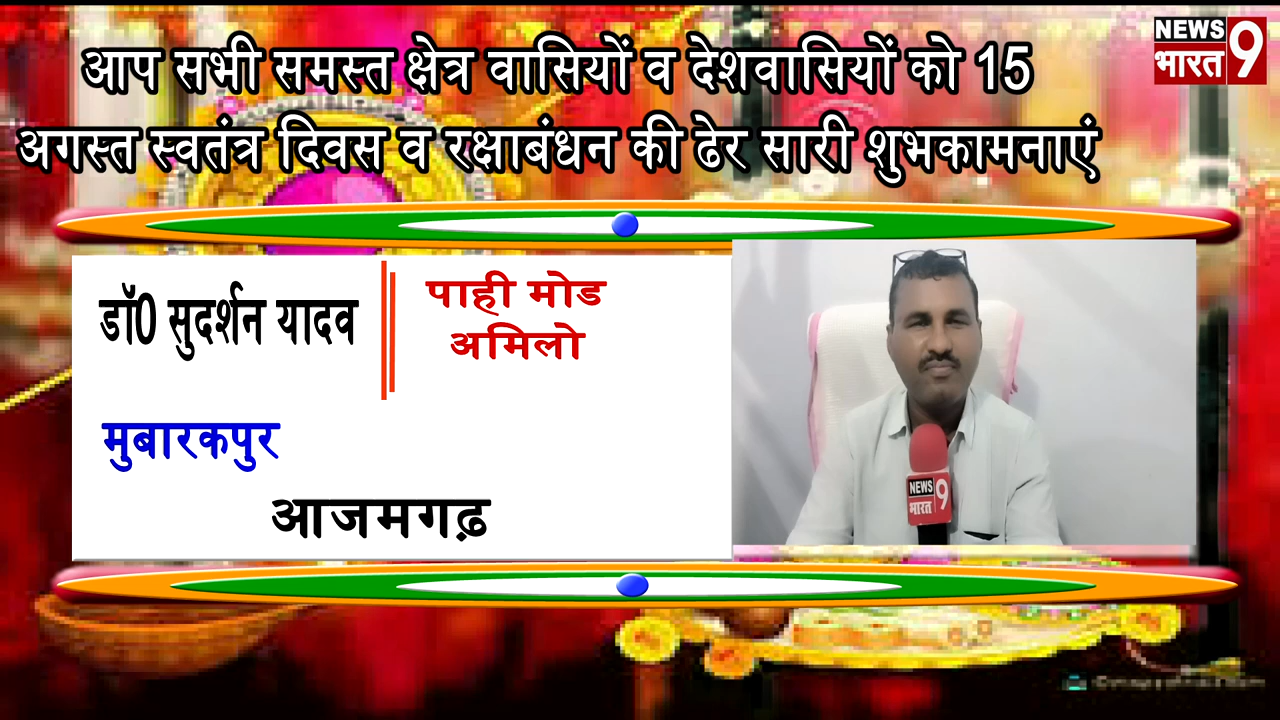 आप सभी समस्त क्षेत्र वासियों व देशवासियों को 15
अगस्त स्वतंत्र दिवस व रक्षाबंधन की ढेर सारी शुभकामनाएं
NEWS 9
भारत
डॉ0 सुदर्शन यादव
पाही मोड
अमिलो
मुबारकपुर
आजमगढ़
NEWS 9
भारत